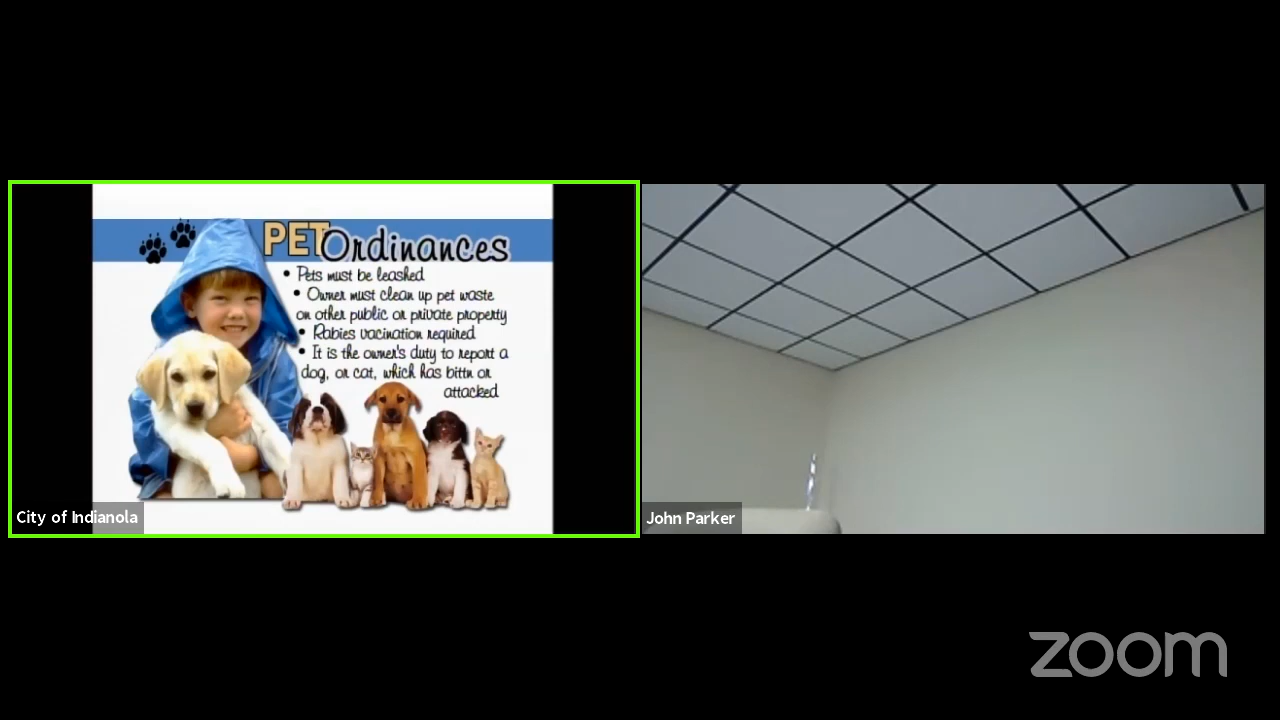 PET Ordinances
• Pets must be leashed
• Owner must clean up pet waste
on other public or private property
• Rabies vacination required
• It is the owner's duty to report a
dog, or cat, which has bittn or
attacked
City of Indianola
John Parker
zoom